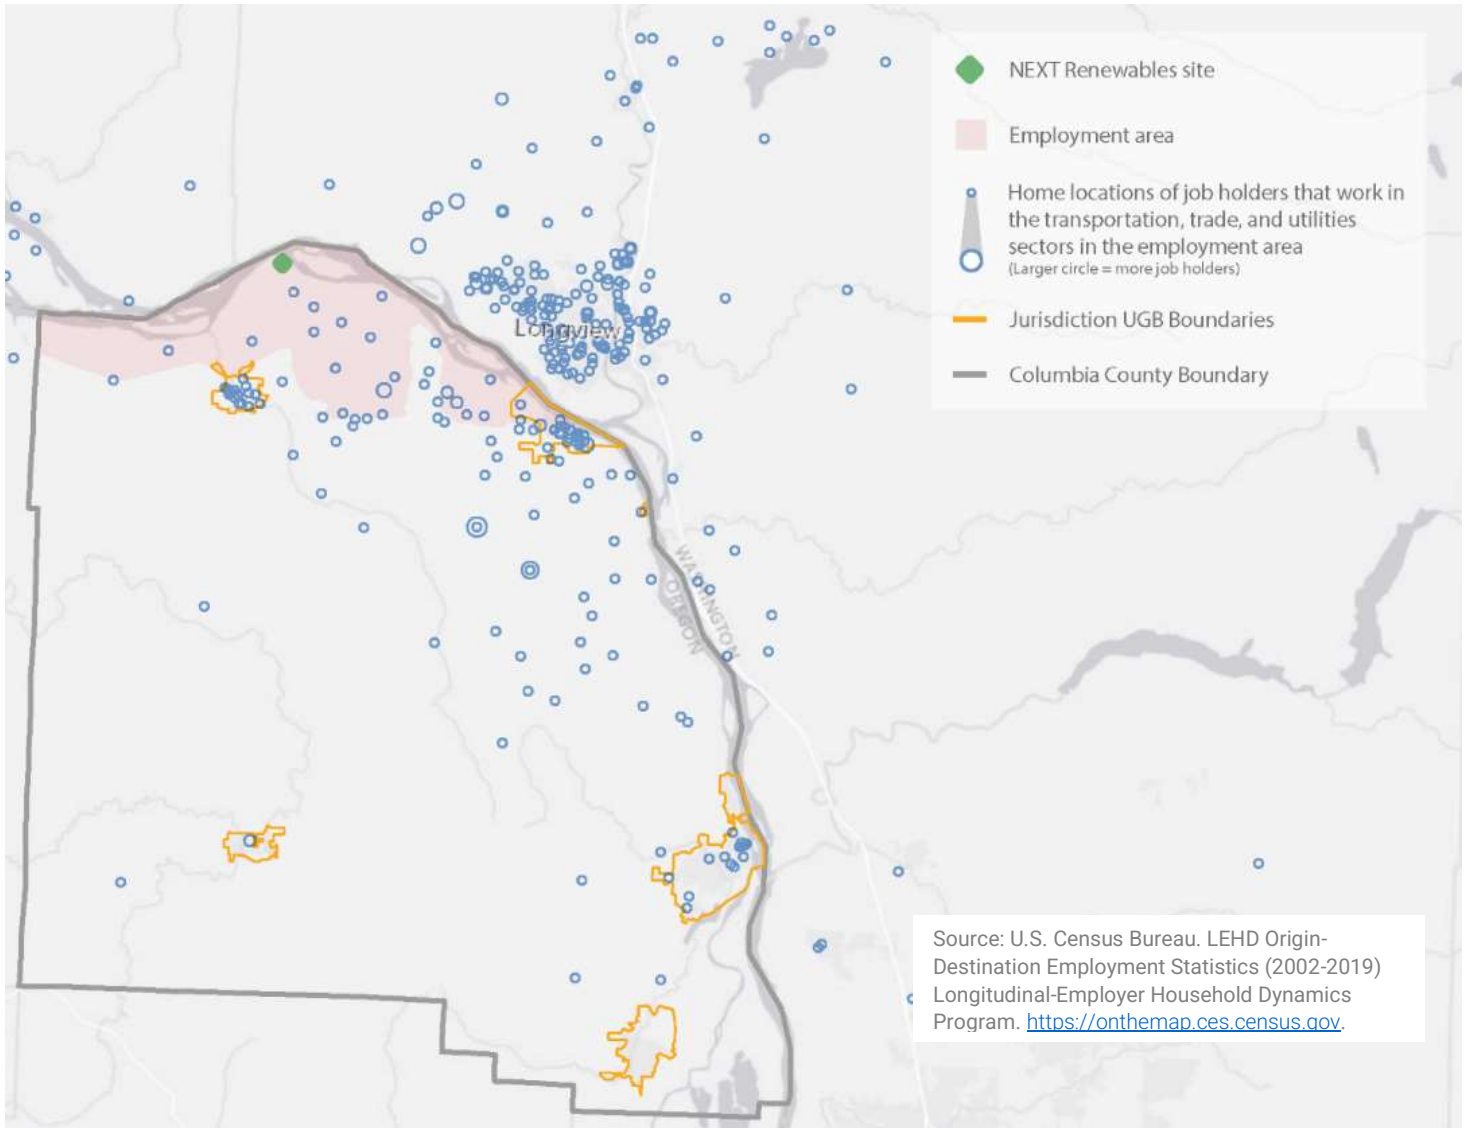 NEXT Renewables site
Employment area
Home locations of job holders that work in
the transportation, trade, and utilities
sectors in the employment area
(Larger circle = more job holders)
Jurisdiction UGB Boundaries
Columbia County Boundary
Longview
WASHINGTON
OREGON
Source: U.S. Census Bureau. LEHD Origin-
Destination Employment Statistics (2002-2019)
Longitudinal-Employer Household Dynamics
Program. https://onthemap.ces.census.gov.